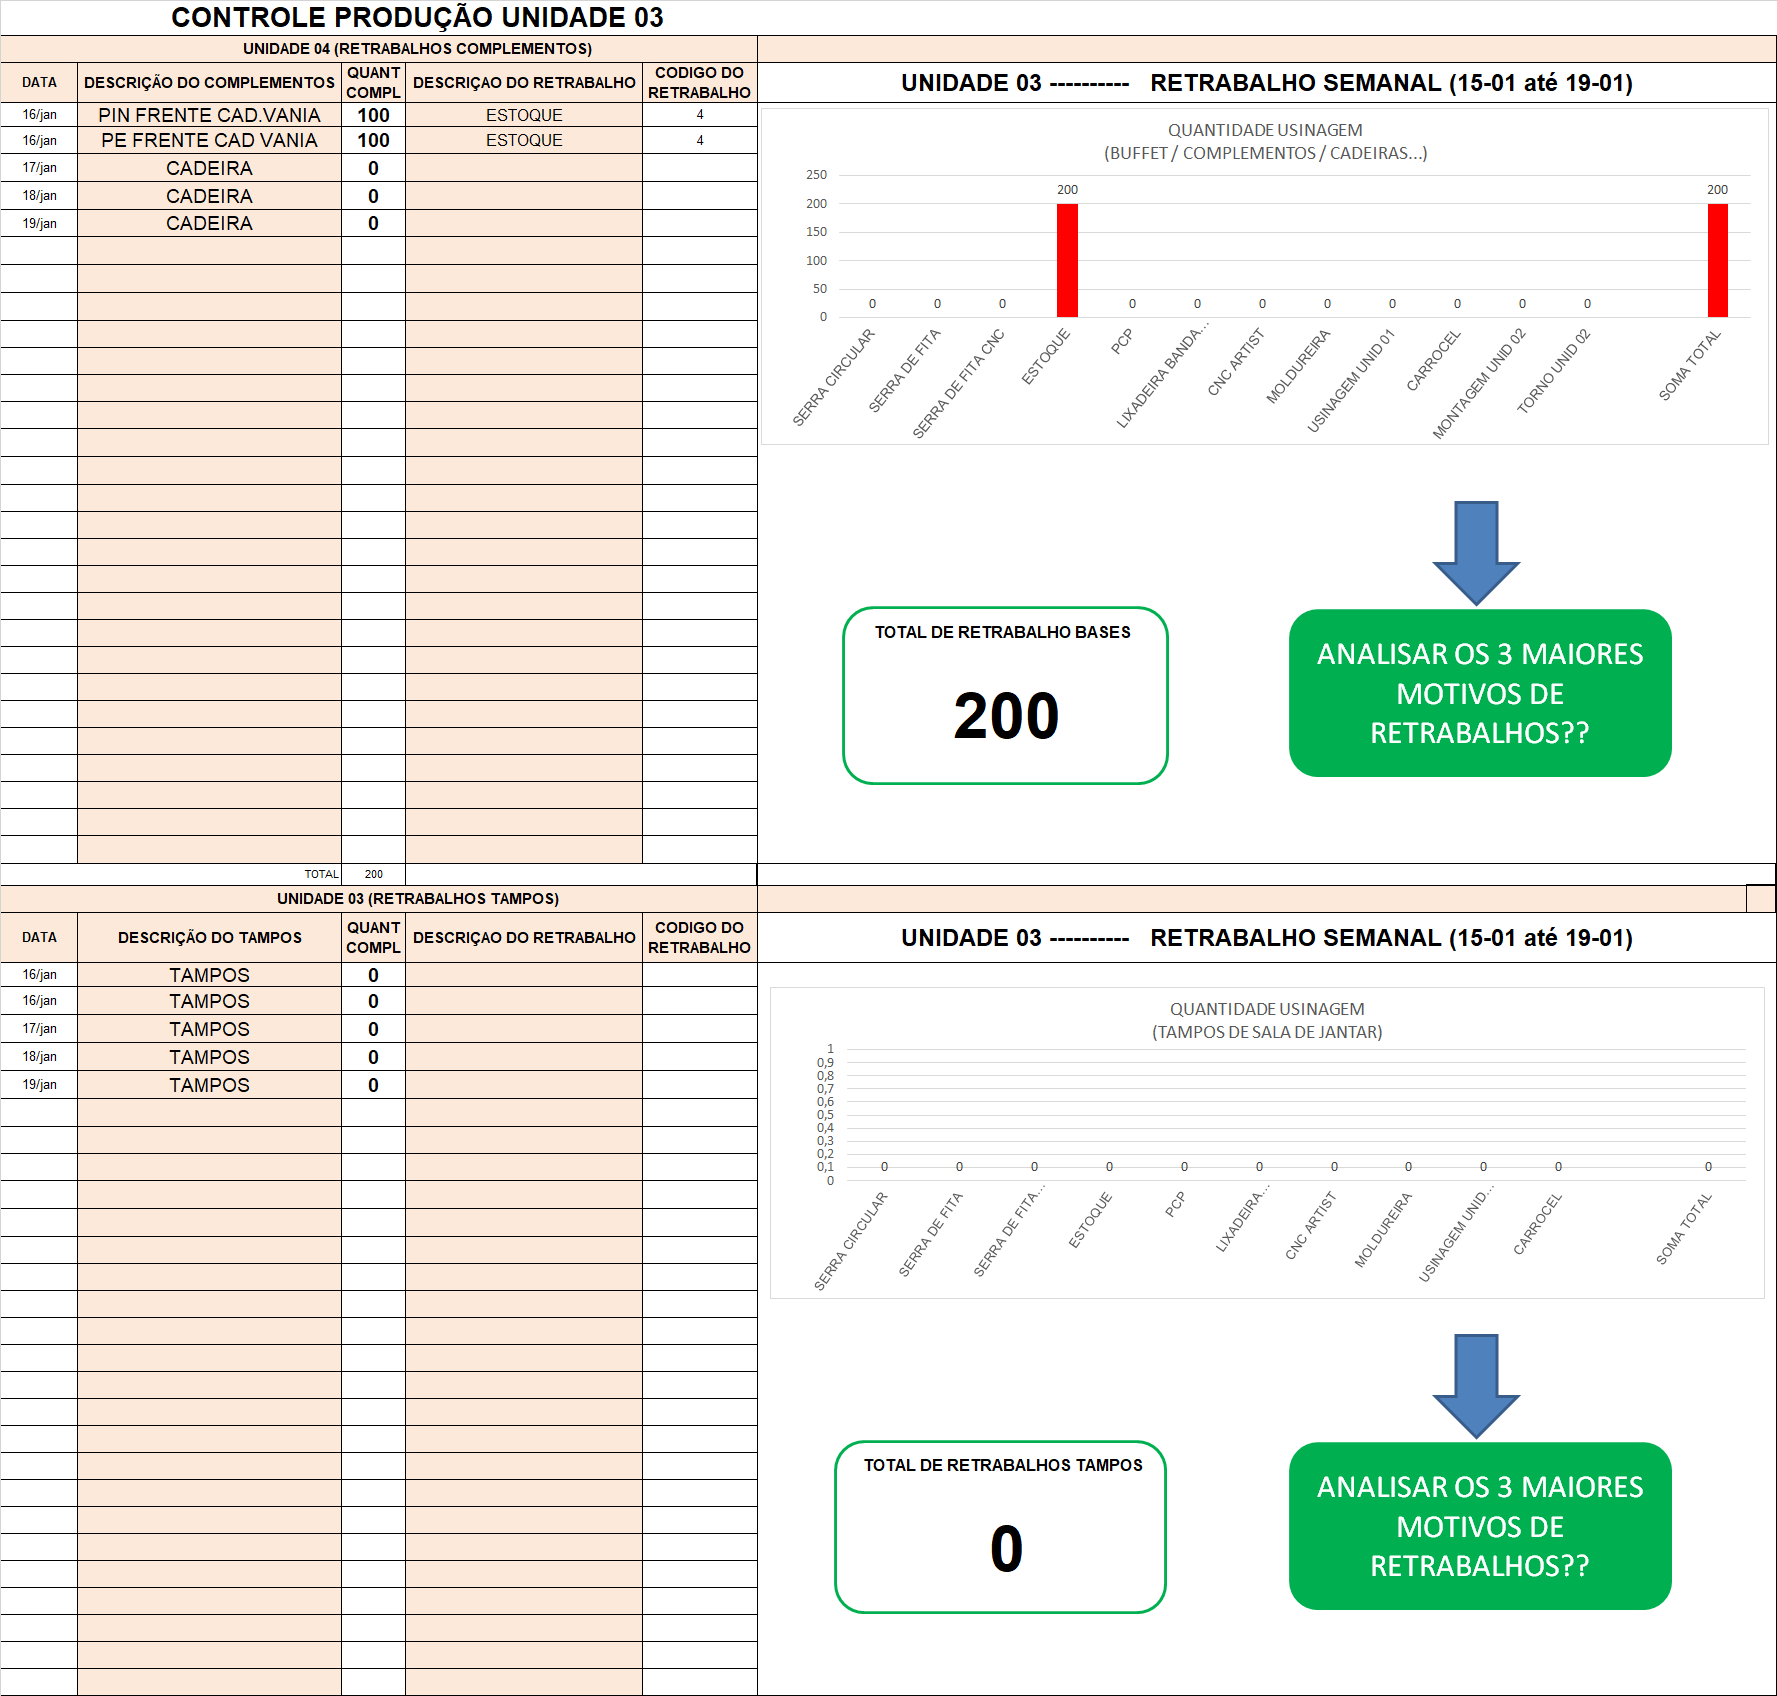 CONTROLE PRODUÇÃO UNIDADE 03
UNIDADE 04 (RETRABALHOS COMPLEMENTOS)
DATA DESCRIÇÃO DO COMPLEMENTOS QUANT COMPL DESCRIÇAO DO RETRABALHO CODIGO DO RETRABALHO
16/jan PIN FRENTE CAD.VANIA 100 ESTOQUE 4
16/jan PE FRENTE CAD VANIA 100 ESTOQUE 4
17/jan CADEIRA 0
18/jan CADEIRA 0
19/jan CADEIRA 0
TOTAL 200
UNIDADE 03 ---------- RETRABALHO SEMANAL (15-01 até 19-01)
QUANTIDADE USINAGEM
(BUFFET / COMPLEMENTOS / CADEIRAS...)
250
200
150
100
50
0
0 0 0 200 0 0 0 0 0 0 0 0 200
SERRA CIRCULAR
SERRA DE FITA
SERRA DE FITA CNC
ESTOQUE
PCP
LIXADEIRA BANDA...
CNC ARTIST
MOLDUREIRA
USINAGEM UNID 01
CARROCEL
MONTAGEM UNID 02
TORNO UNID 02
SOMA TOTAL
TOTAL DE RETRABALHO BASES
200
ANALISAR OS 3 MAIORES
MOTIVOS DE
RETRABALHOS??
UNIDADE 03 (RETRABALHOS TAMPOS)
DATA DESCRIÇÃO DO TAMPOS QUANT COMPL DESCRIÇAO DO RETRABALHO CODIGO DO RETRABALHO
16/jan TAMPOS 0
16/jan TAMPOS 0
17/jan TAMPOS 0
18/jan TAMPOS 0
19/jan TAMPOS 0
UNIDADE 03 ---------- RETRABALHO SEMANAL (15-01 até 19-01)
QUANTIDADE USINAGEM
(TAMPOS DE SALA DE JANTAR)
1
0,9
0,8
0,7
0,6
0,5
0,4
0,3
0,2
0,1
0
0 0 0 0 0 0 0 0 0 0 0
SERRA CIRCULAR
SERRA DE FITA
SERRA DE FITA...
ESTOQUE
PCP
LIXADEIRA...
CNC ARTIST
MOLDUREIRA
USINAGEM UNID...
CARROCEL
SOMA TOTAL
TOTAL DE RETRABALHOS TAMPOS
0
ANALISAR OS 3 MAIORES
MOTIVOS DE
RETRABALHOS??